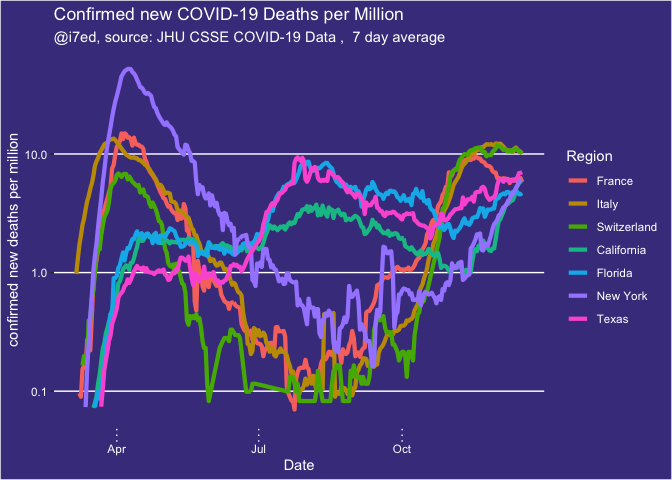 Confirmed new COVID-19 Deaths per Million
@i7ed, source: JHU CSSE COVID-19 Data ,  7 day average
confirmed new deaths per million
10.0
1.0
0.1
Apr
Jul
Oct
Date
Region
France
Italy
Switzerland
California
Florida
New York
Texas